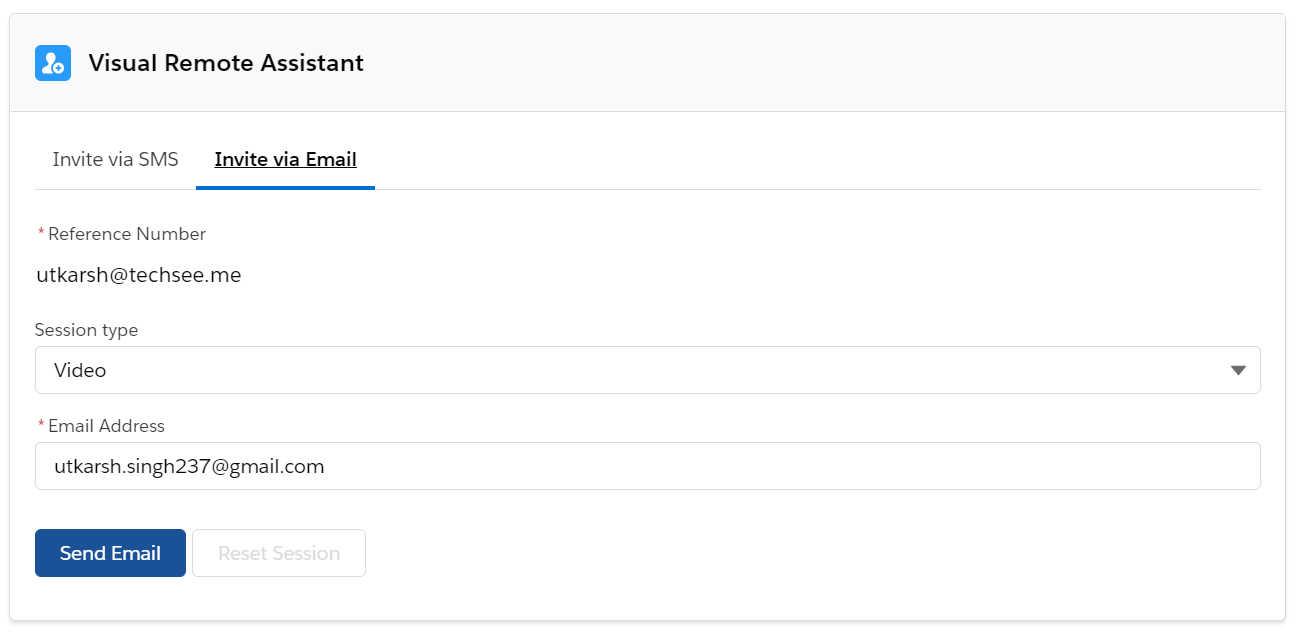 Visual Remote Assistant
Invite via SMS Invite via Email
*Reference Number
utkarsh@techsee.me
Session type
Video
*Email Address
utkarsh.singh237@gmail.com
Send Email Reset Session